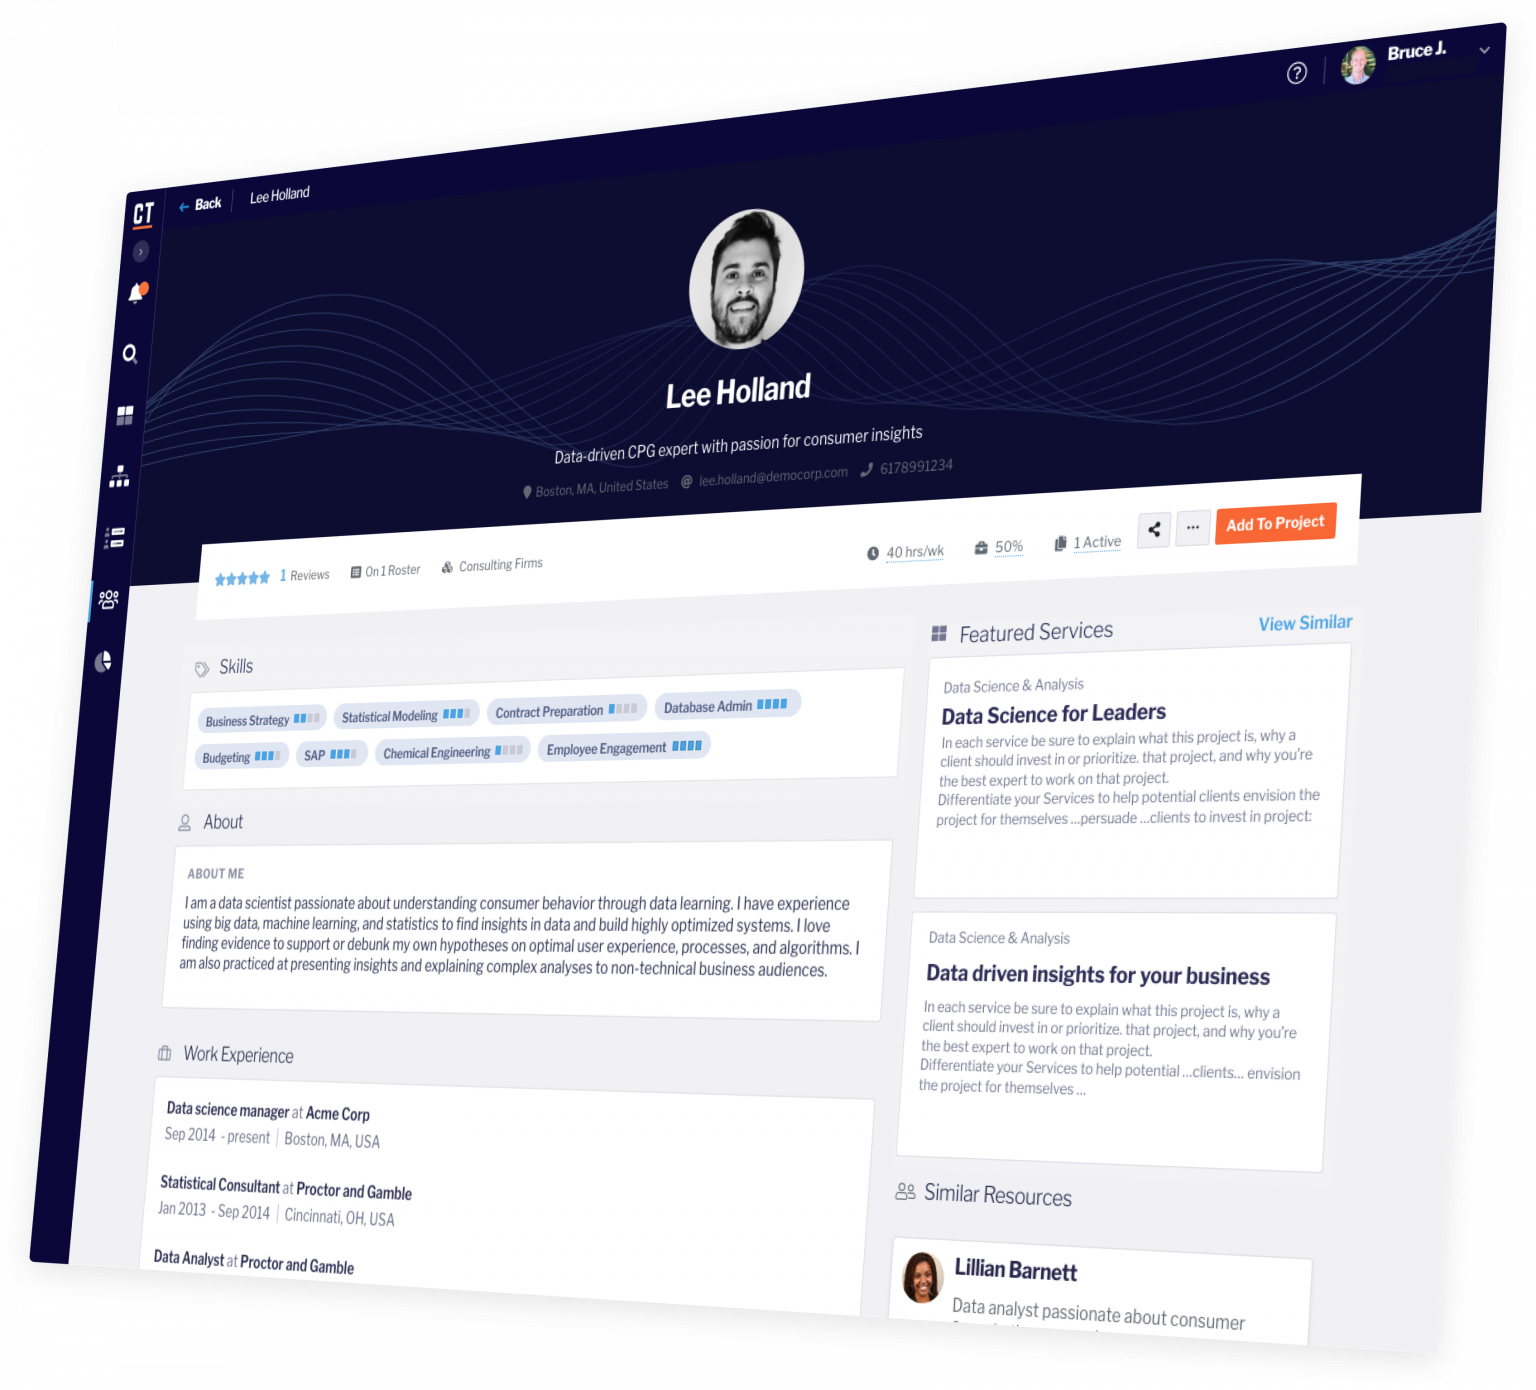 Bruce J.
CT
Back
Lee Holland
Lee Holland
Data-driven CPG expert with passion for consumer insights
Boston, MA, United States lee.holland@democorp.com 6178991234
1 Reviews On 1 Roster Consulting Firms
40 hrs/wk 50% 1 Active Add To Project
Skills
Business Strategy Statistical Modeling Contract Preparation Database Admin
Budgeting SAP Chemical Engineering Employee Engagement
About
ABOUT ME
I am a data scientist passionate about understanding consumer behavior through data learning. I have experience
using big data, machine learning, and statistics to find insights in data and build highly optimized systems. I love
finding evidence to support or debunk my own hypotheses on optimal user experience, processes, and algorithms. I
am also practiced at presenting insights and explaining complex analyses to non-technical business audiences.
Work Experience
Data science manager at Acme Corp
Sep 2014 - present | Boston, MA, USA
Statistical Consultant at Proctor and Gamble
Jan 2013 - Sep 2014 | Cincinnati, OH, USA
Data Analyst at Proctor and Gamble
Featured Services
View Similar
Data Science & Analysis
Data Science for Leaders
In each service be sure to explain what this project is, why a
client should invest in or prioritize. that project, and why you're
the best expert to work on that project.
Differentiate your Services to help potential clients envision the
project for themselves ...persuade ...clients to invest in project:
Data Science & Analysis
Data driven insights for your business
In each service be sure to explain what this project is, why a
client should invest in or prioritize. that project, and why you're
the best expert to work on that project.
Differentiate your Services to help potential ...clients... envision
the project for themselves ...
Similar Resources
Lillian Barnett
Data analyst passionate about consumer